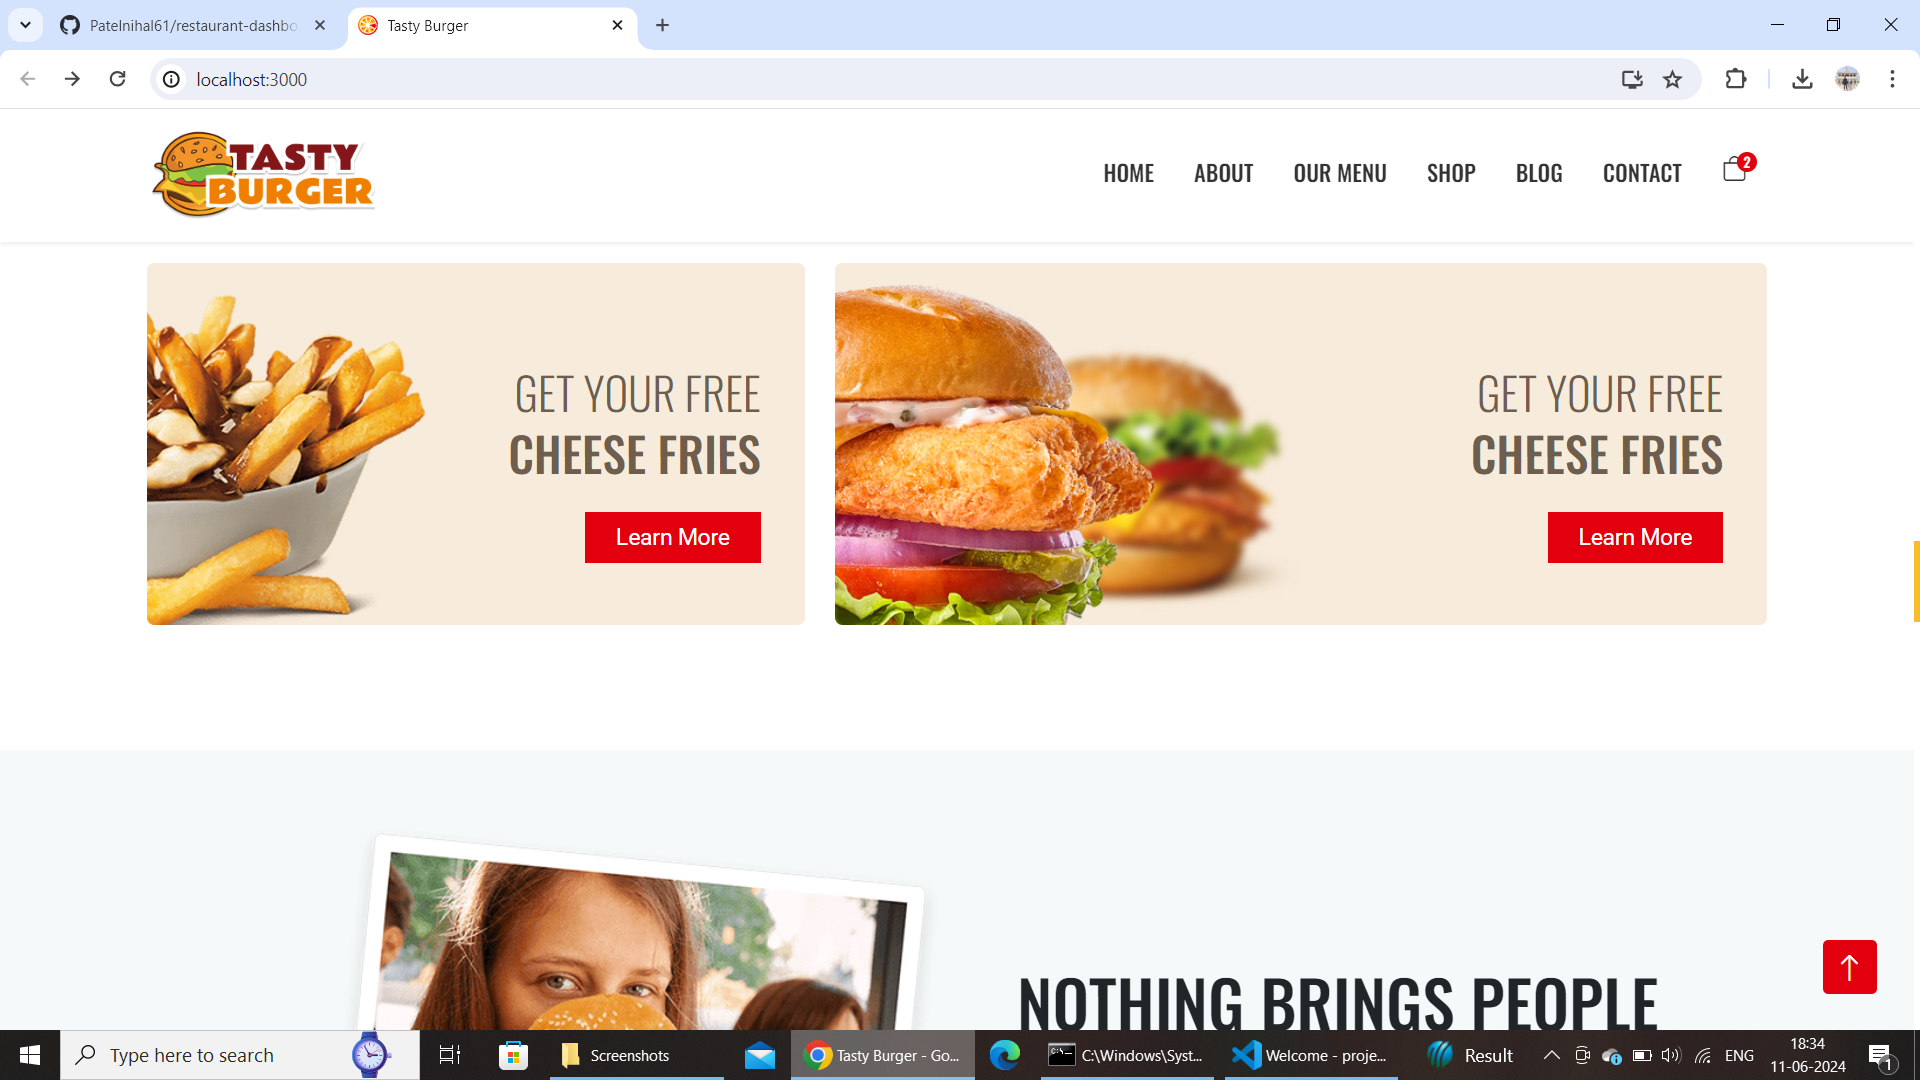 Patelnihal61/restaurant-dashbo
Tasty Burger
localhost:3000
TASTY
BURGER
HOME
ABOUT
OUR MENU
SHOP
BLOG
CONTACT
2
GET YOUR FREE
CHEESE FRIES
Learn More
GET YOUR FREE
CHEESE FRIES
Learn More
NOTHING BRINGS PEOPLE
Type here to search
Screenshots
Tasty Burger - Go...
C:\Windows\Syst...
Welcome - proje...
Result
ENG
18:34
11-06-2024
1